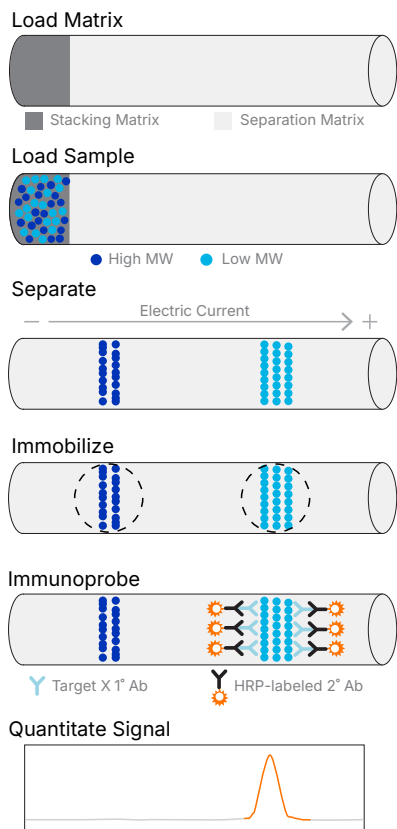 Load Matrix
Stacking Matrix Separation Matrix
Load Sample
High MW Low MW
Separate
Electric Current
− +
Immobilize
Immunoprobe
Target X 1˚ Ab HRP-labeled 2˚ Ab
Quantitate Signal